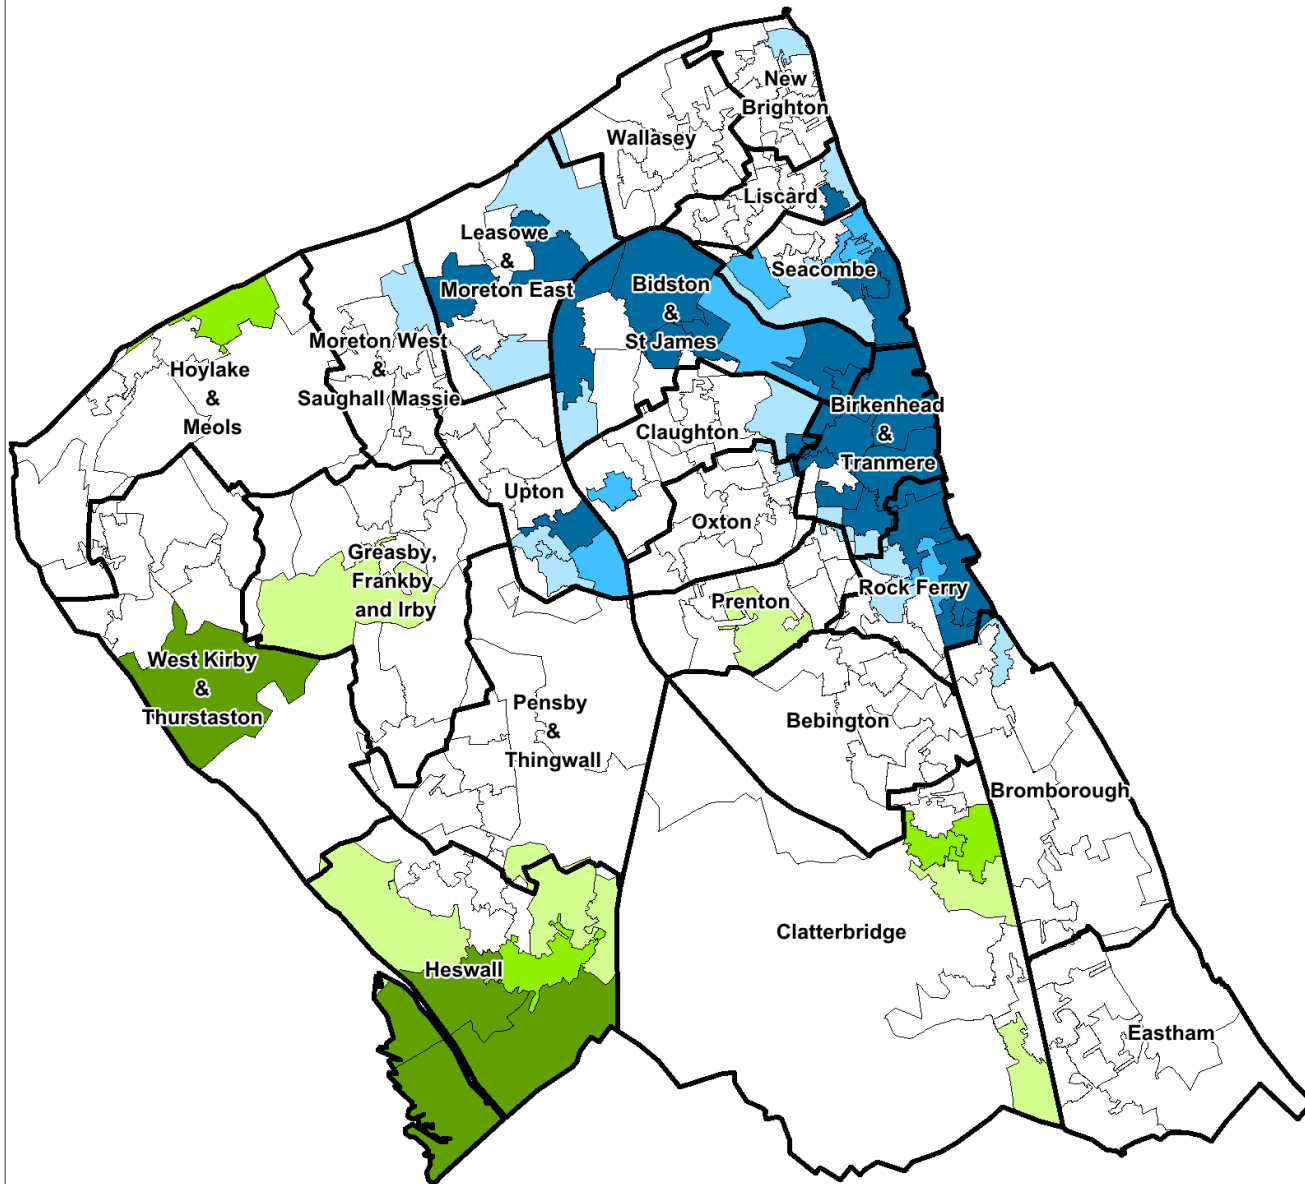 New
Brighton
Wallasey
Liscard
Leasowe
&
Moreton East
Seacombe
Bidston
&
St James
Moreton West
&
Saughall Massie
Hoylake
&
Meols
Birkenhead
&
Tranmere
Claughton
Upton
Oxton
Greasby,
Frankby
and Irby
Rock Ferry
Prenton
West Kirby
&
Thurstaston
Pensby
&
Thingwall
Bebington
Bromborough
Clatterbridge
Heswall
Eastham